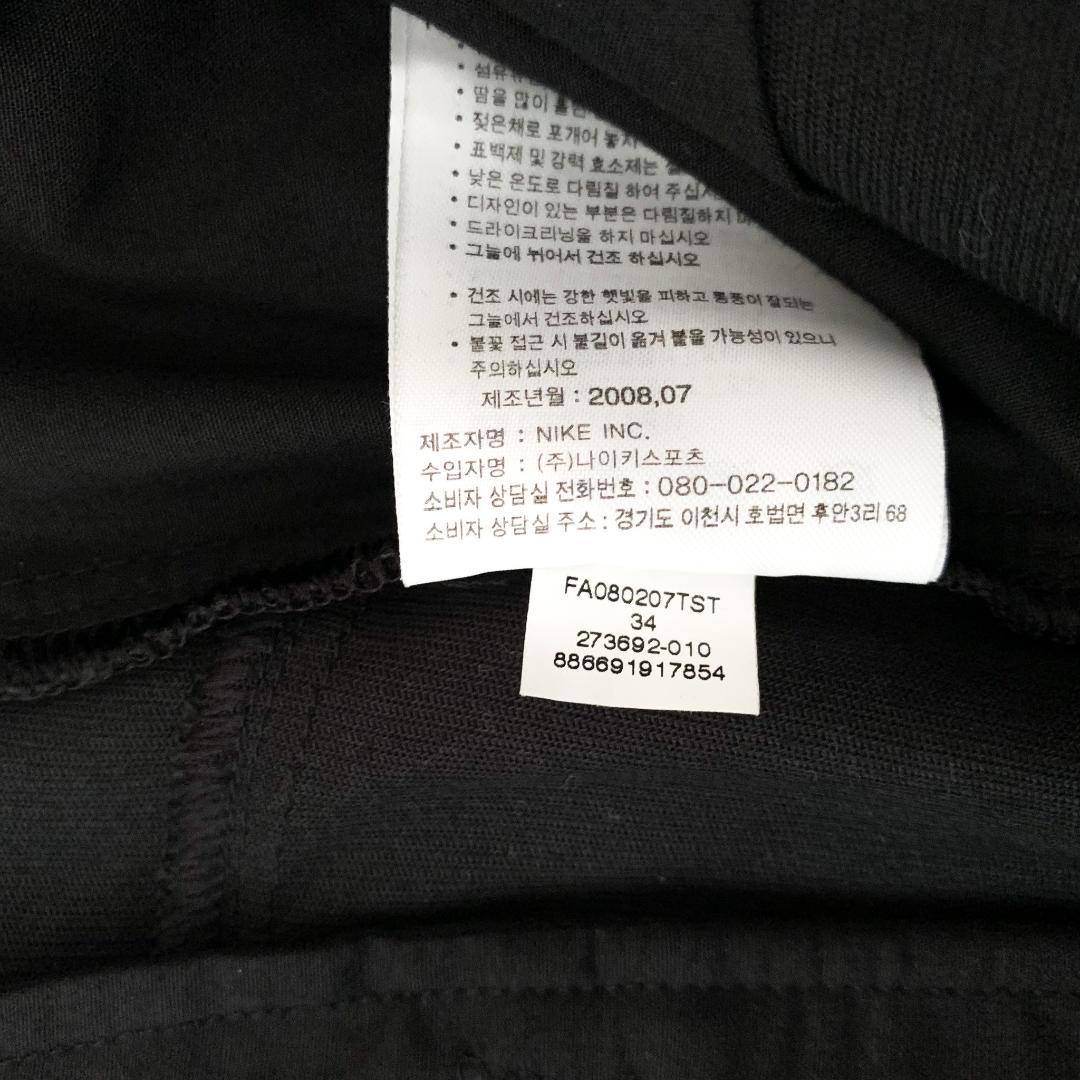 • 섬유
• 땀을 많이
• 젖은채로 포개어
• 표백제 및 강력 효소제는
• 낮은 온도로 다림질 하여 주십시오
• 디자인이 있는 부분은 다림질하지
• 드라이크리닝을 하지 마십시오
• 그늘에 뉘어서 건조 하십시오
• 건조 시에는 강한 햇빛을 피하고 통풍이 잘되는
그늘에서 건조하십시오
• 불꽃 접근 시 불길이 옮겨 붙을 가능성이 있으니
주의하십시오
제조년월 : 2008,07
제조자명 : NIKE INC.
수입자명 : (주)나이키스포츠
소비자 상담실 전화번호 : 080-022-0182
소비자 상담실 주소 : 경기도 이천시 호법면 후안3리 68
FA080207TST
34
273692-010
886691917854